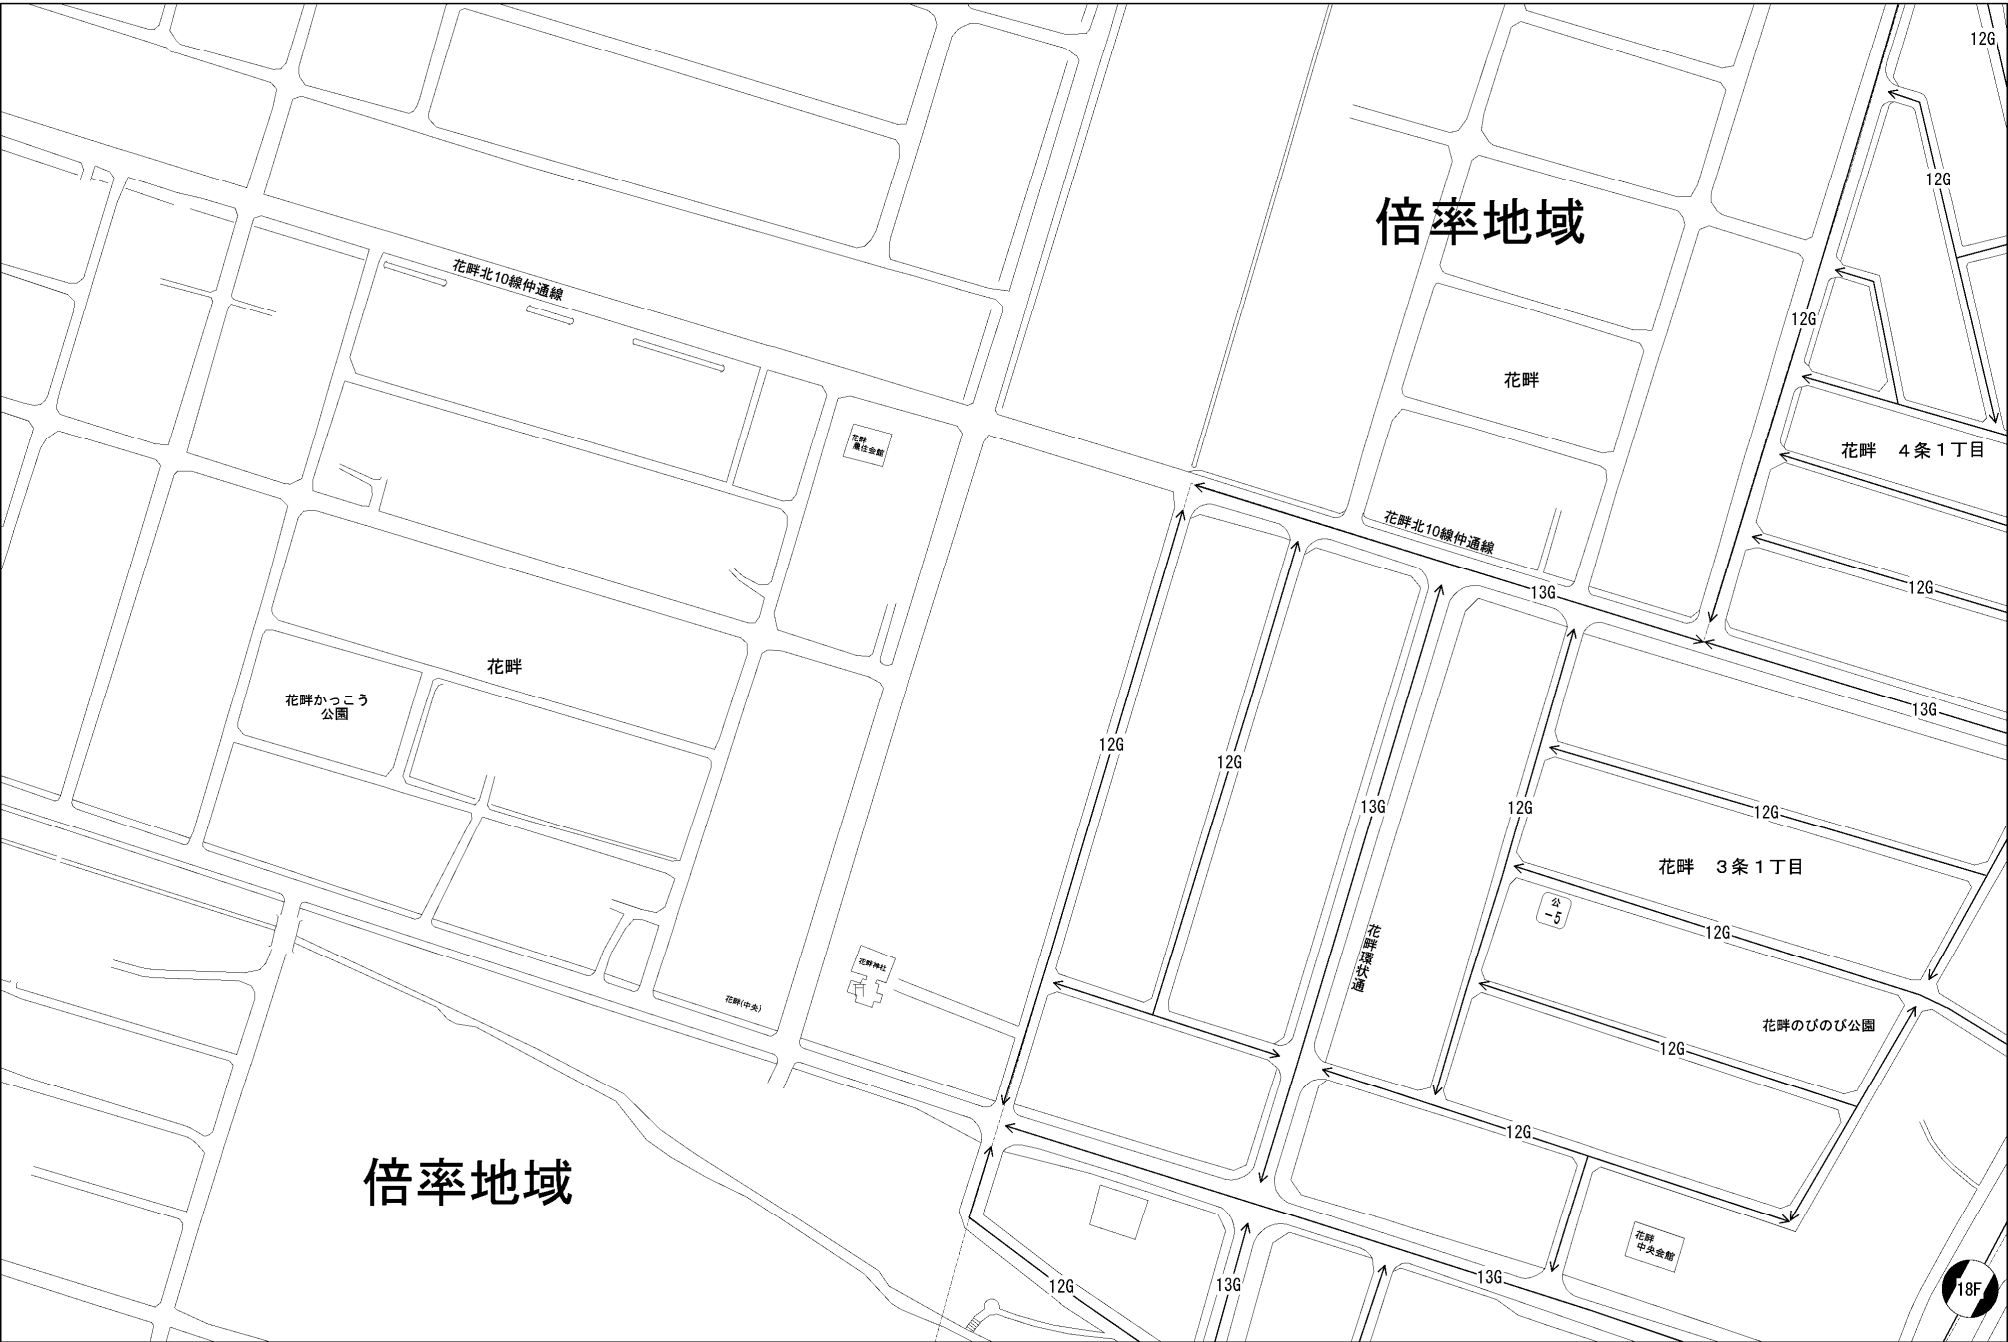 12G
12G
倍率地域
花畔北10線仲通線
12G
花畔
花畔
農住会館
花畔 4条1丁目
花畔北10線仲通線
12G
13G
花畔
花畔かっこう
公園
13G
12G
12G
13G
12G
12G
花畔 3条1丁目
公
-5
12G
花畔環状通
花畔神社
花畔(中央)
花畔のびのび公園
12G
12G
倍率地域
花畔
中央会館
12G
13G
13G
18F